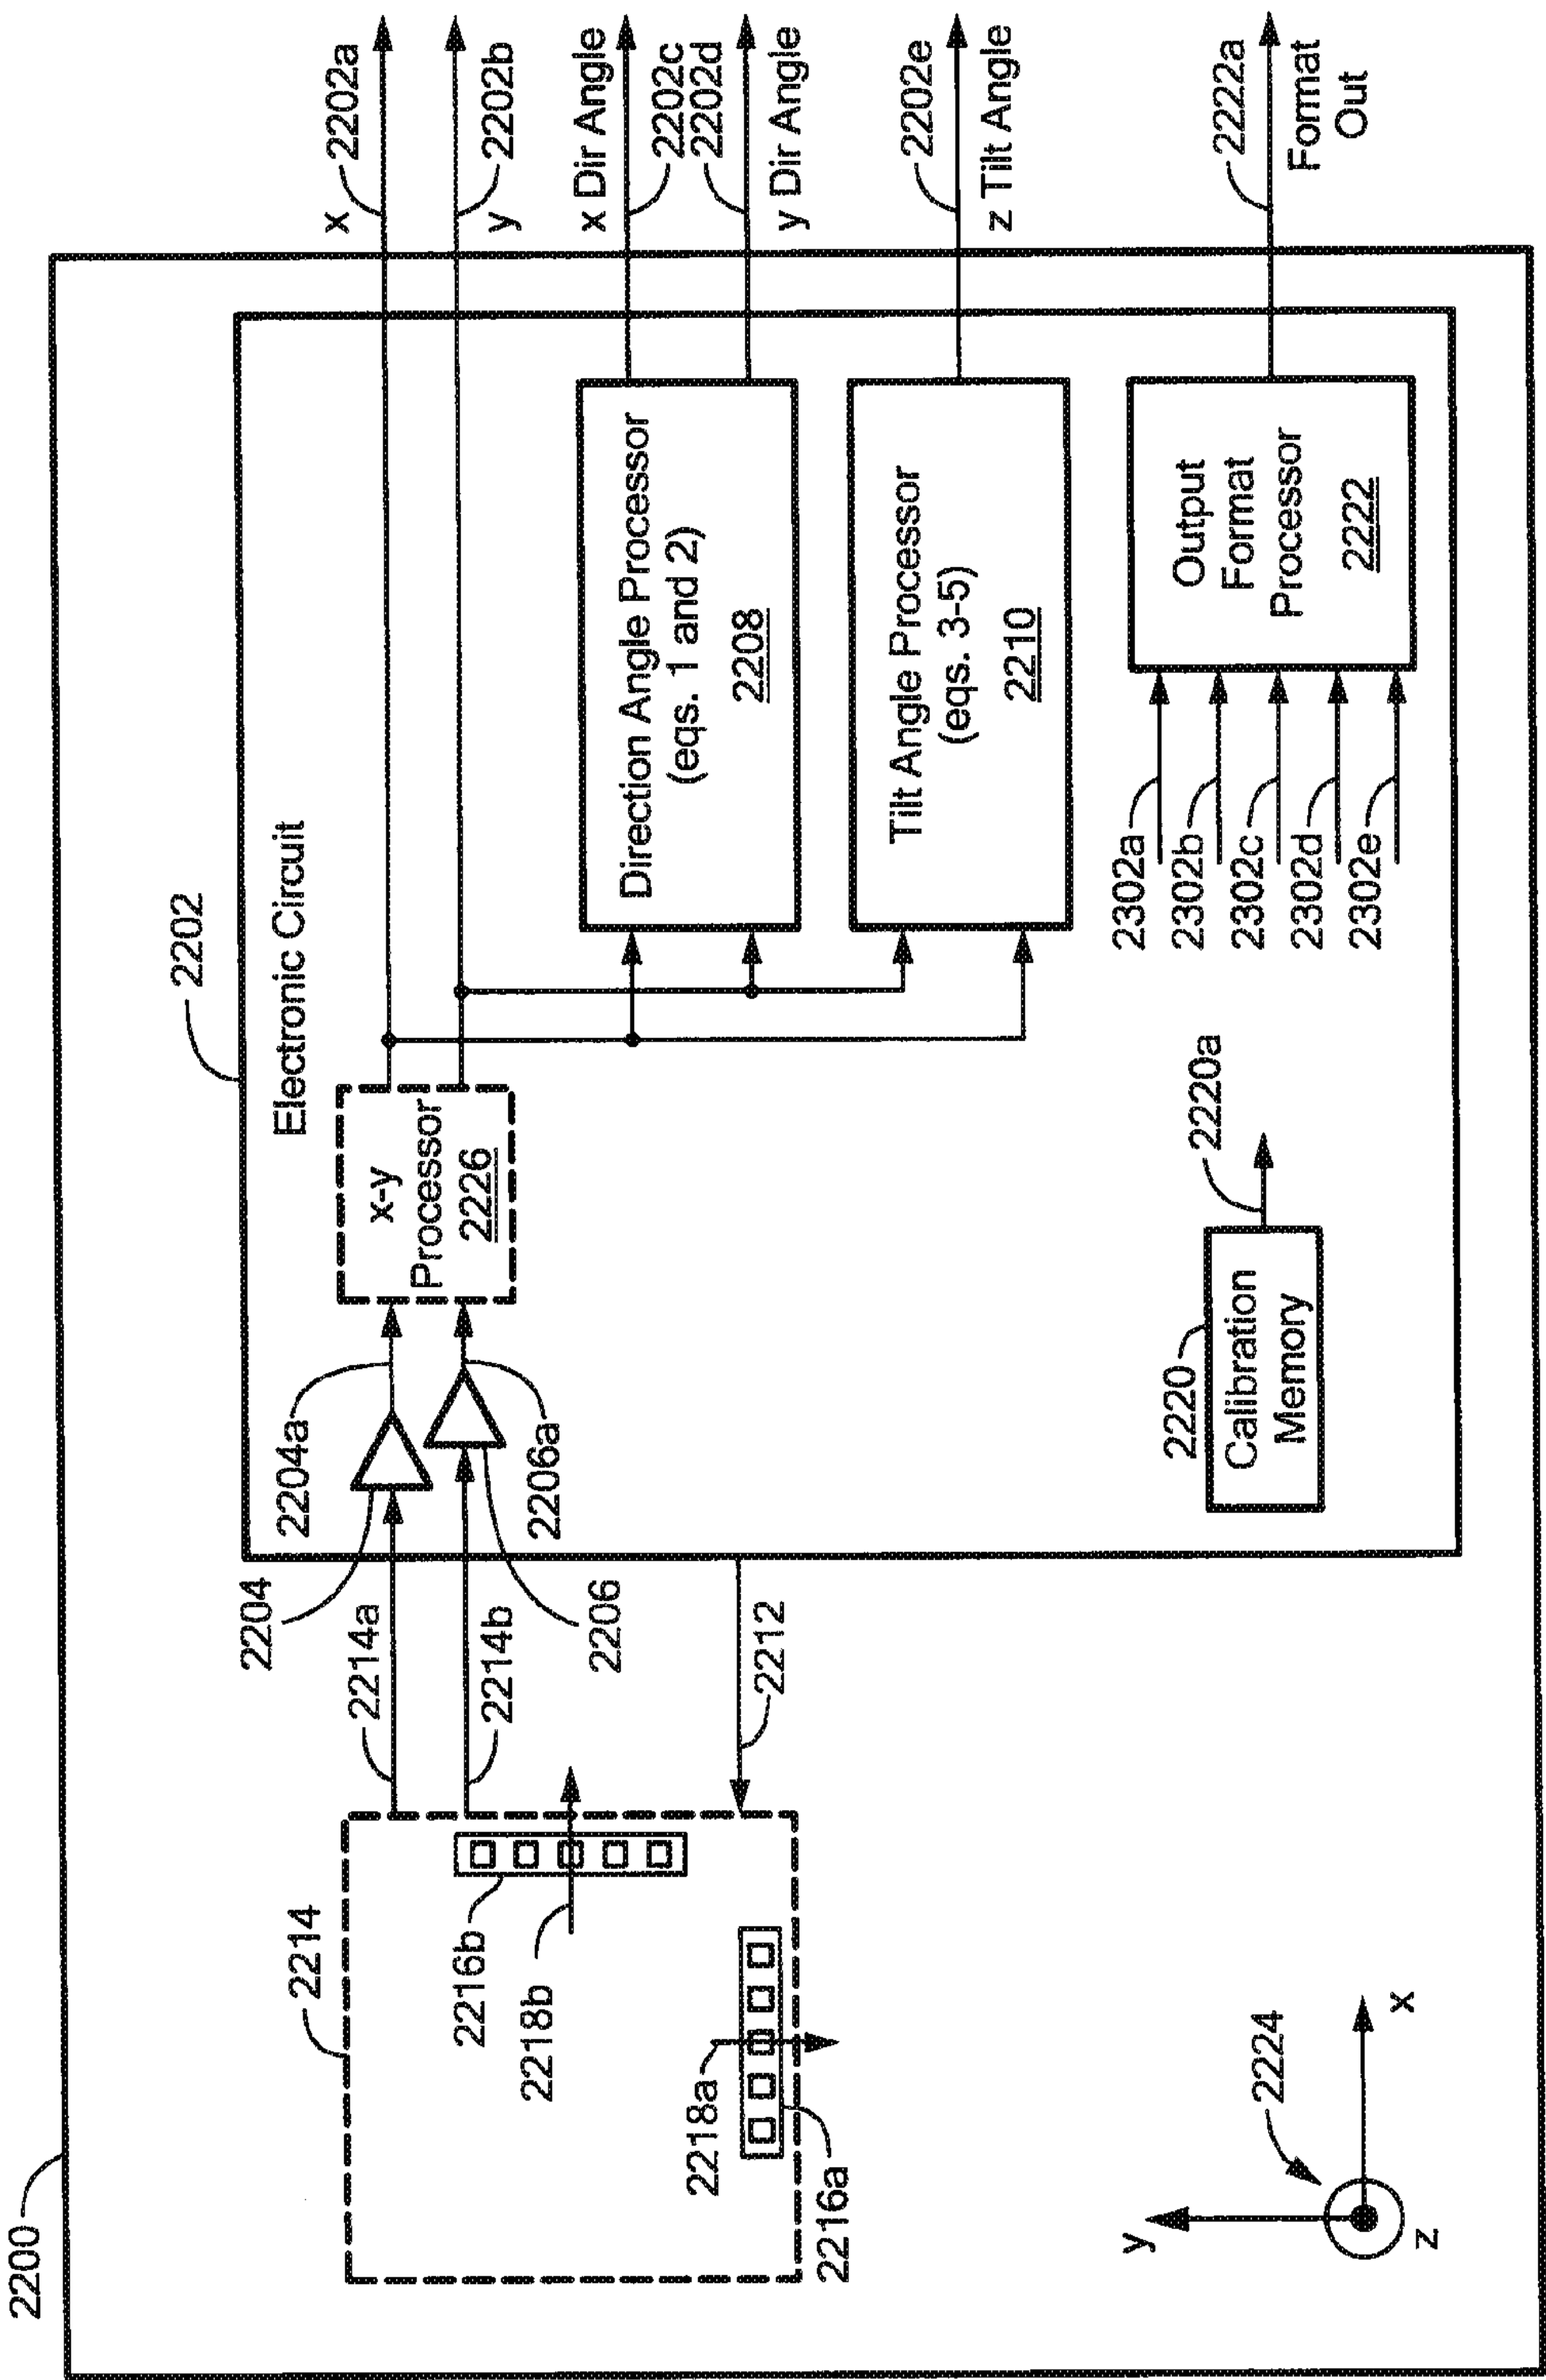 2200
2202
Electronic Circuit
2204
2204a
2214a
2214b
2206
2206a
x-y
Processor
2226
x
2202a
y
2202b
x Dir Angle
2202c
2202d
y Dir Angle
2202e
z Tilt Angle
Direction Angle Processor
(eqs. 1 and 2)
2208
Tilt Angle Processor
(eqs. 3-5)
2210
2302a
2302b
2302c
2302d
2302e
Output
Format
Processor
2222
2222a
Format
Out
2212
2214
2216b
2218b
2218a
2216a
2220
Calibration
Memory
2220a
2224
y
x
z